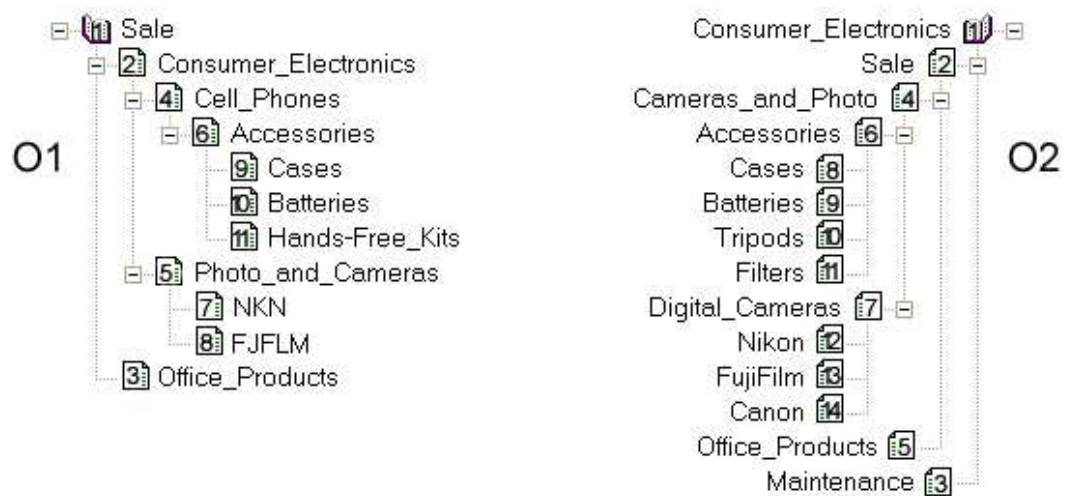 O1
1 Sale
2 Consumer_Electronics
4 Cell_Phones
6 Accessories
9 Cases
10 Batteries
11 Hands-Free_Kits
5 Photo_and_Cameras
7 NKN
8 FJFLM
3 Office_Products
O2
Consumer_Electronics 1
Sale 2
Cameras_and_Photo 4
Accessories 6
Cases 8
Batteries 9
Tripods 10
Filters 11
Digital_Cameras 7
Nikon 12
FujiFilm 13
Canon 14
Office_Products 5
Maintenance 3